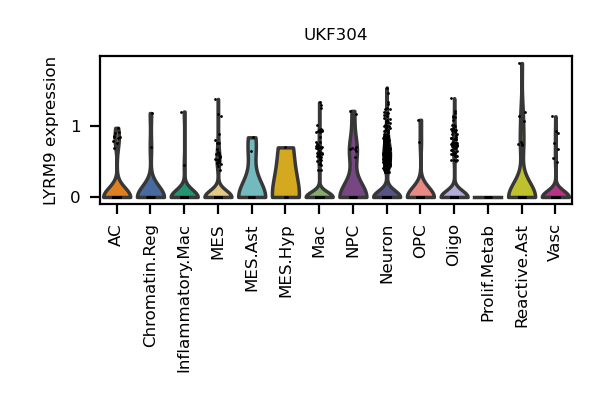 UKF304
LYRM9 expression
1
0
AC
Chromatin.Reg
Inflammatory.Mac
MES
MES.Ast
MES.Hyp
Mac
NPC
Neuron
OPC
Oligo
Prolif.Metab
Reactive.Ast
Vasc